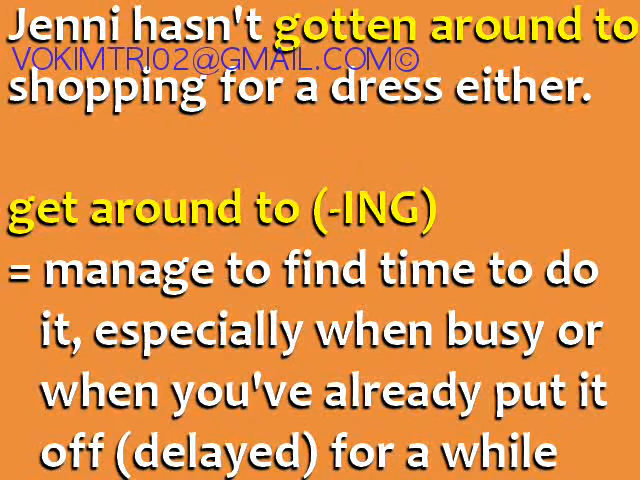 Jenni hasn't gotten around to
VOKIMTRI02@GMAIL.COM©
shopping for a dress either.
get around to (-ING)
= manage to find time to do
it, especially when busy or
when you've already put it
off (delayed) for a while